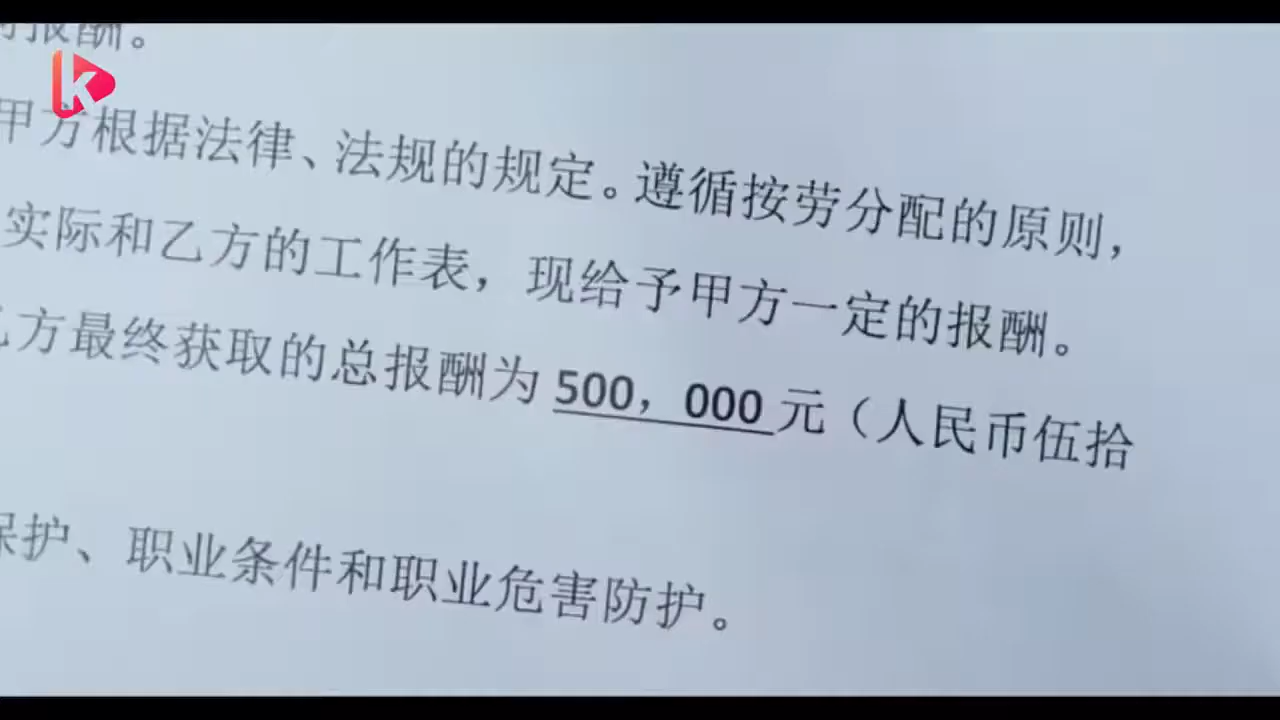 报酬。
甲方根据法律、法规的规定。遵循按劳分配的原则，
实际和乙方的工作表，现给予甲方一定的报酬。
乙方最终获取的总报酬为 500，000 元（人民币伍拾
保护、职业条件和职业危害防护。
k